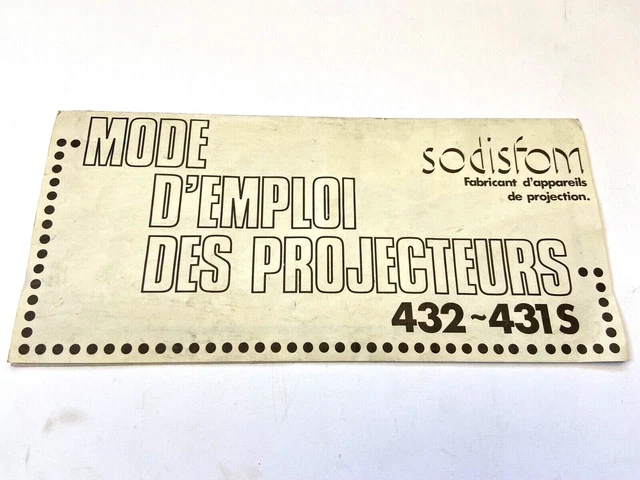 MODE
D'EMPLOI
DES PROJECTEURS
432~431S
sodisfom
Fabricant d'appareils
de projection.